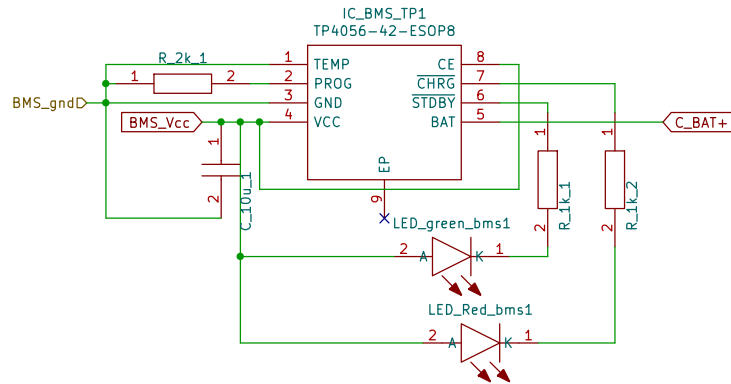 IC_BMS_TP1
TP4056-42-ESOP8
R_2k_1
1 2
BMS_gnd
BMS_Vcc
1 TEMP
2 PROG
3 GND
4 VCC
CE 8
CHRG 7
STDBY 6
BAT 5
EP
9
C_BAT+
1
2
C_10u_1
1
2
R_1k_1
1
2
R_1k_2
LED_green_bms1
2 A K 1
LED_Red_bms1
2 A K 1